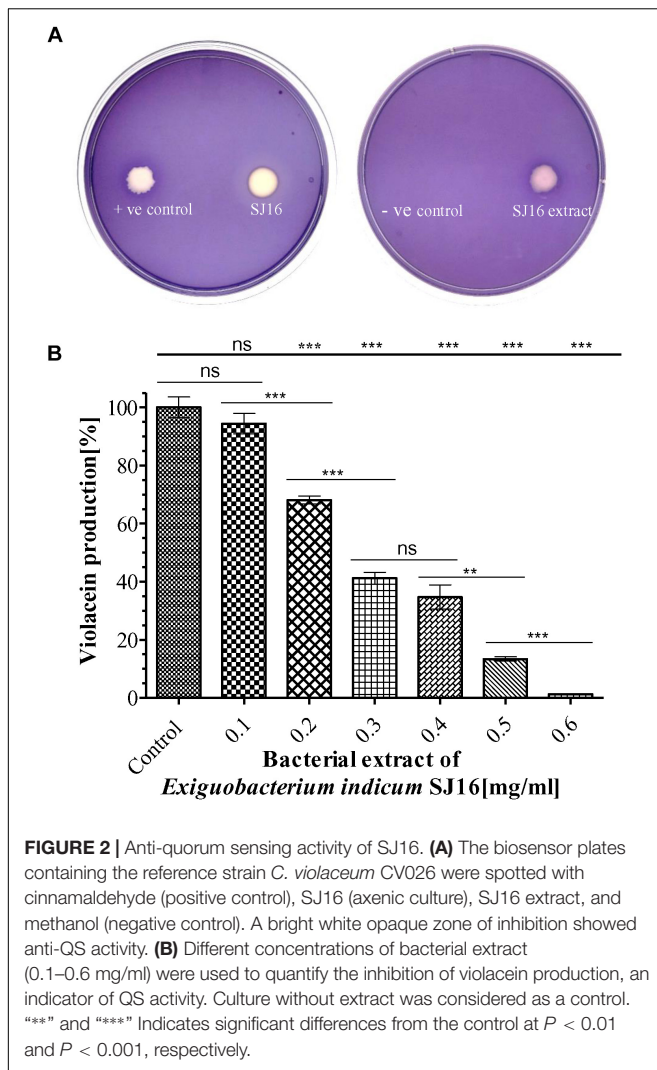 A
+ ve control
SJ16
- ve control
SJ16 extract
B
ns *** *** *** *** ***
ns
***
***
ns
**
***
Violacein production[%]
100
80
60
40
20
0
Control 0.1 0.2 0.3 0.4 0.5 0.6
Bacterial extract of
Exiguobacterium indicum SJ16[mg/ml]
FIGURE 2 | Anti-quorum sensing activity of SJ16. (A) The biosensor plates
containing the reference strain C. violaceum CV026 were spotted with
cinnamaldehyde (positive control), SJ16 (axenic culture), SJ16 extract, and
methanol (negative control). A bright white opaque zone of inhibition showed
anti-QS activity. (B) Different concentrations of bacterial extract
(0.1–0.6 mg/ml) were used to quantify the inhibition of violacein production, an
indicator of QS activity. Culture without extract was considered as a control.
“**” and “***” Indicates significant differences from the control at P < 0.01
and P < 0.001, respectively.